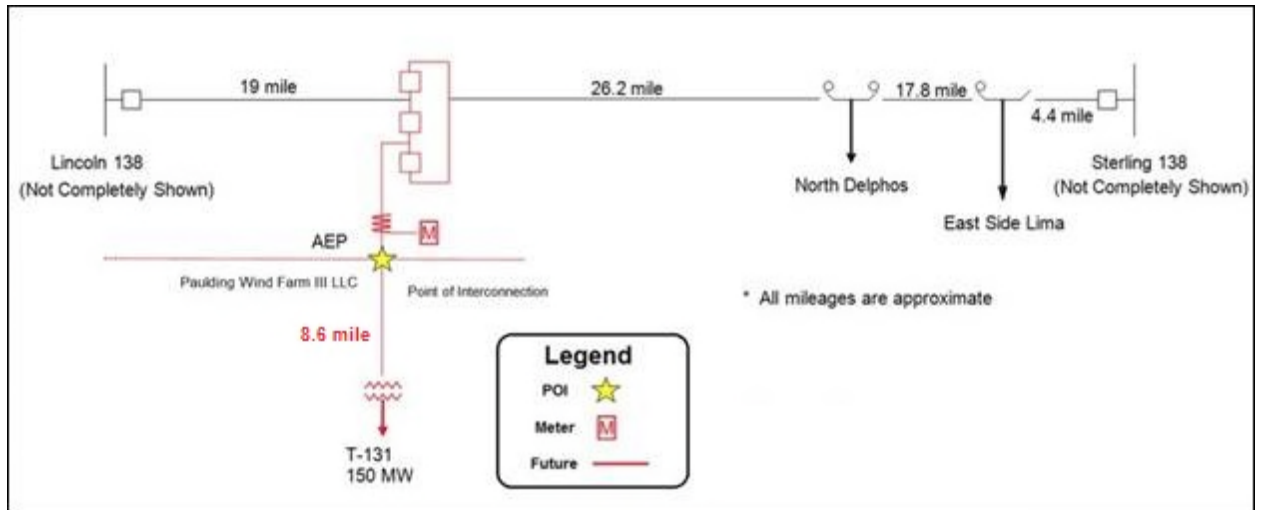 19 mile
26.2 mile
17.8 mile
4.4 mile
Lincoln 138
(Not Completely Shown)
North Delphos
Sterling 138
(Not Completely Shown)
East Side Lima
M
AEP
Paulding Wind Farm III LLC
Point of Interconnection
* All mileages are approximate
8.6 mile
T-131
150 MW
Legend
POI
Meter
M
Future